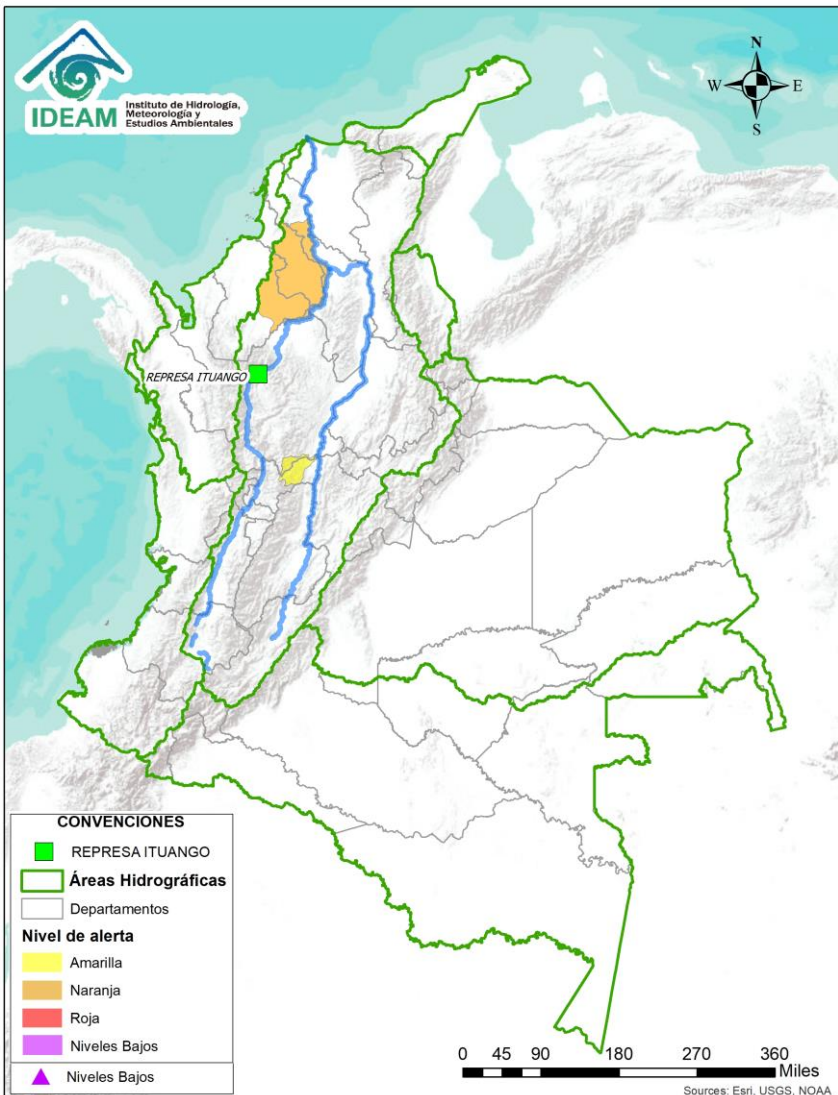 IDEAM
Instituto de Hidrología,
Meteorología y
Estudios Ambientales
N
W
E
S
REPRESA ITUANGO
CONVENCIONES
REPRESA ITUANGO
Áreas Hidrográficas
Departamentos
Nivel de alerta
Amarilla
Naranja
Roja
Niveles Bajos
Niveles Bajos
0 45 90 180 270 360
Miles
Sources: Esri, USGS, NOAA